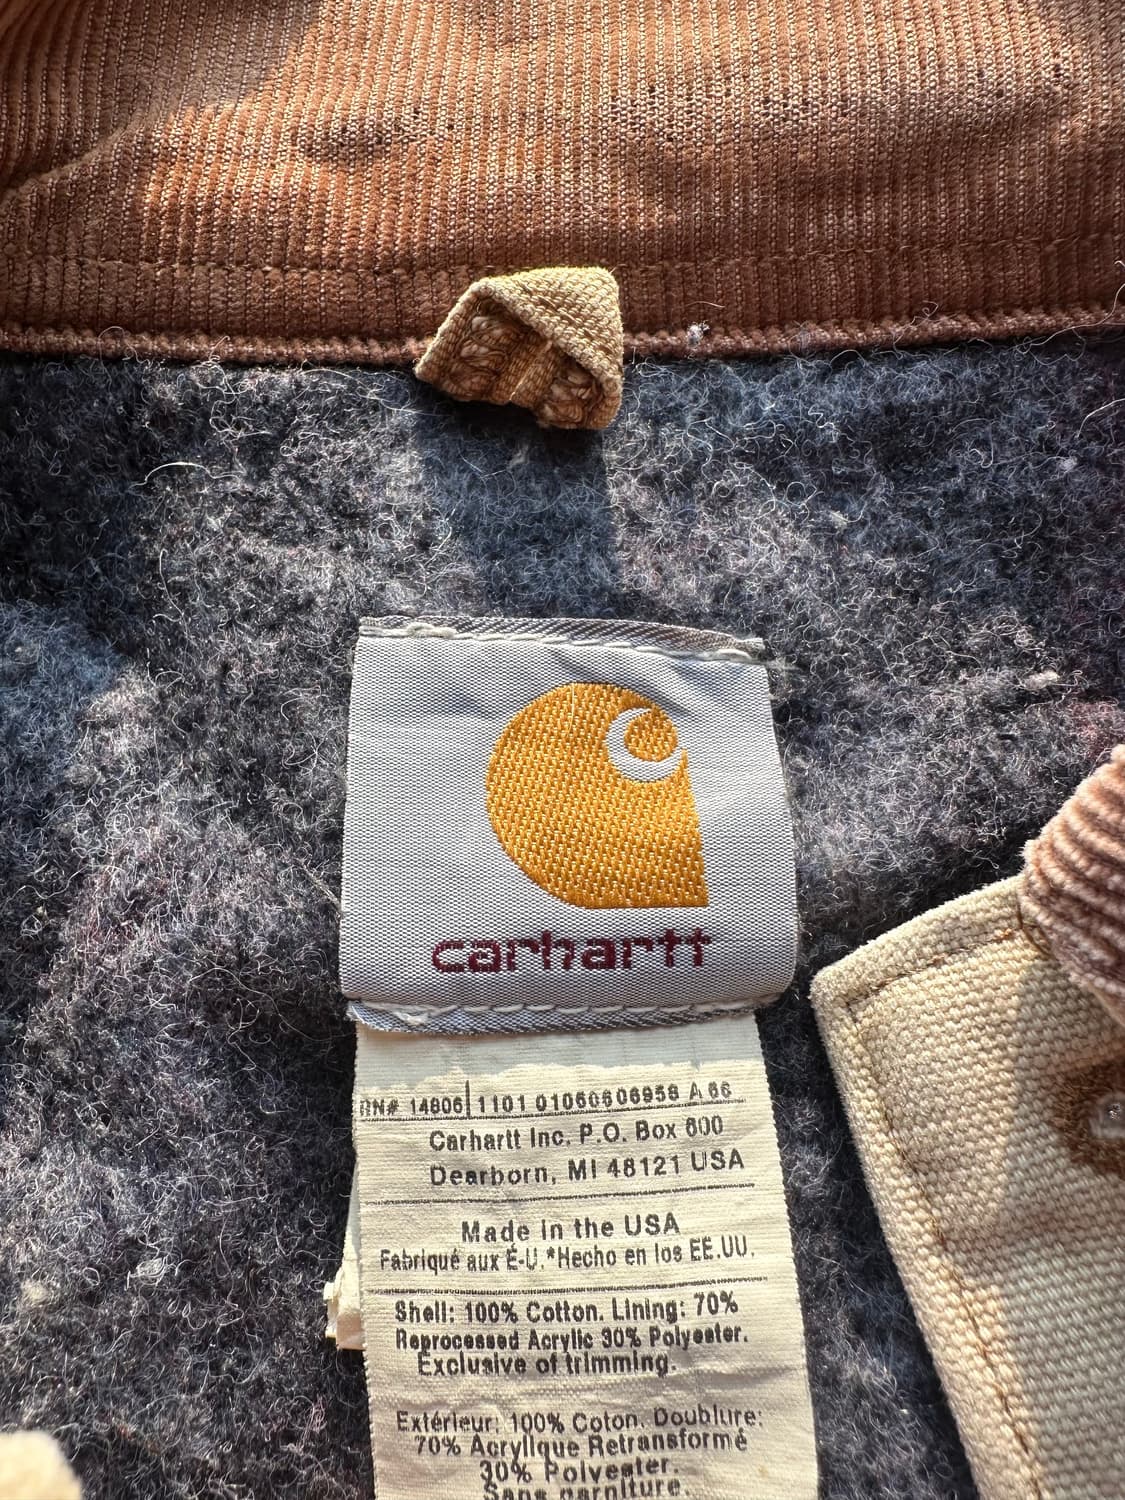 carhartt
RN# 14806 1101 01060606958 A 66
Carhartt Inc. P.O. Box 600
Dearborn, MI 48121 USA
Made in the USA
Fabriqué aux É-U.*Hecho en los EE.UU.
Shell: 100% Cotton. Lining: 70%
Reprocessed Acrylic 30% Polyester.
Exclusive of trimming.
Extérieur: 100% Coton. Doublure:
70% Acrylique Retransformé
30% Polyester.
Sans garniture.